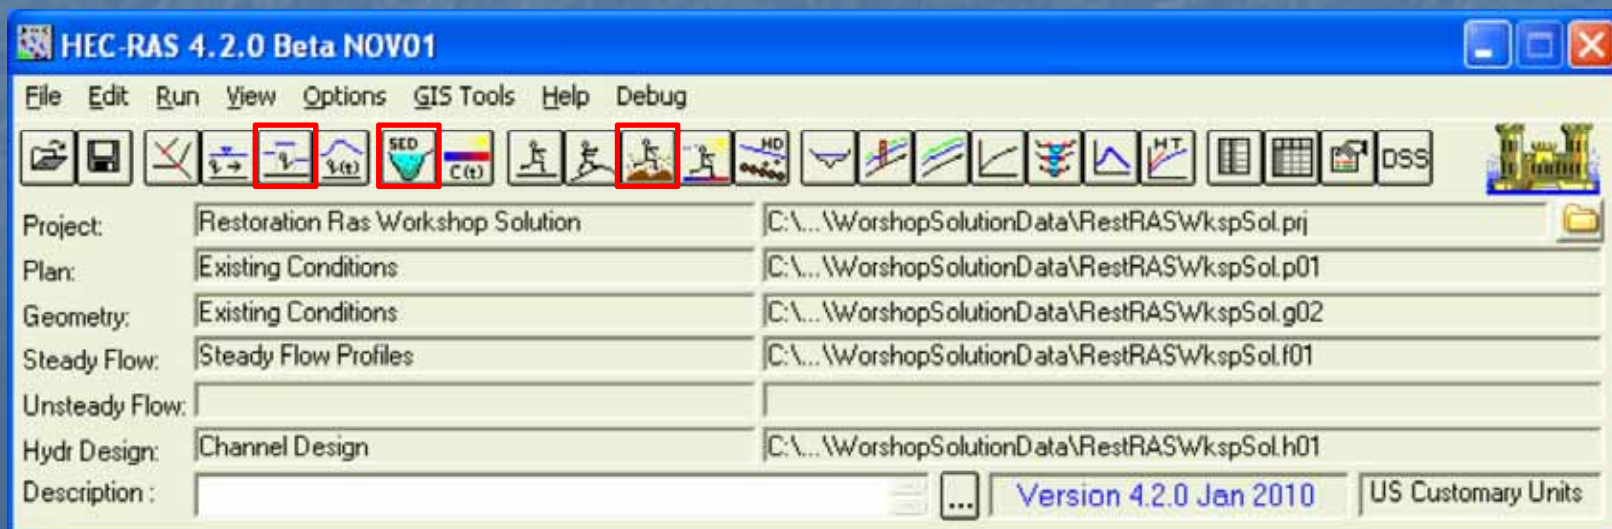 HEC-RAS 4.2.0 Beta NOV01
File Edit Run View Options GIS Tools Help Debug
SED C(t) HD H.T. DSS
Project: Restoration Ras Workshop Solution C:\...\WorshopSolutionData\RestRASWkspSol.prj
Plan: Existing Conditions C:\...\WorshopSolutionData\RestRASWkspSol.p01
Geometry: Existing Conditions C:\...\WorshopSolutionData\RestRASWkspSol.g02
Steady Flow: Steady Flow Profiles C:\...\WorshopSolutionData\RestRASWkspSol.f01
Unsteady Flow:
Hydr Design: Channel Design C:\...\WorshopSolutionData\RestRASWkspSol.h01
Description : ... Version 4.2.0 Jan 2010 US Customary Units